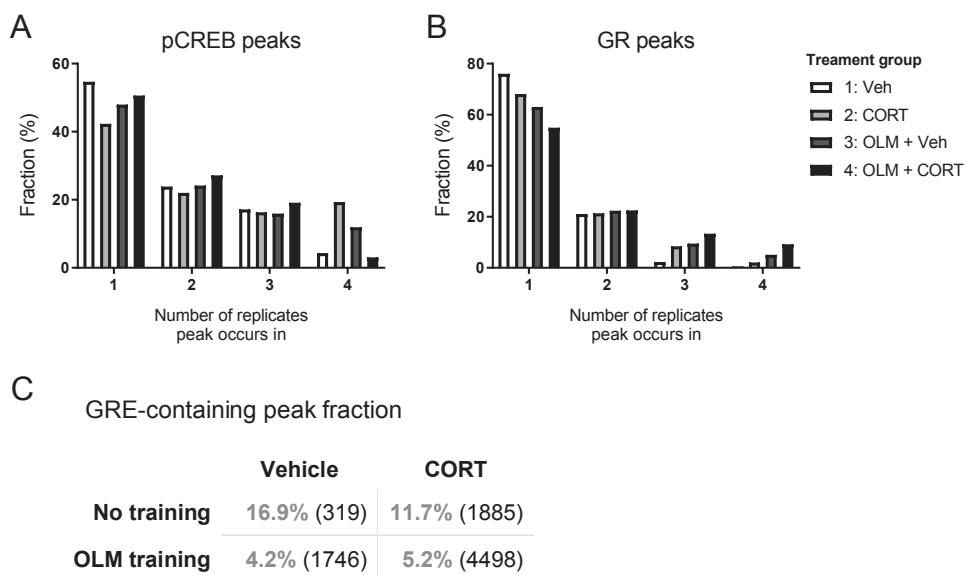 A
pCREB peaks
60
40
20
0
Fraction (%)
1 2 3 4
Number of replicates
peak occurs in
B
GR peaks
80
60
40
20
0
Fraction (%)
1 2 3 4
Number of replicates
peak occurs in
Treament group
1: Veh
2: CORT
3: OLM + Veh
4: OLM + CORT
C
GRE-containing peak fraction
Vehicle CORT
No training 16.9% (319) 11.7% (1885)
OLM training 4.2% (1746) 5.2% (4498)